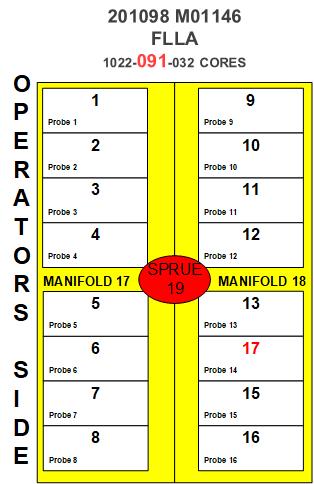 201098 M01146
FLLA
1022-091-032 CORES
OPERATORS SIDE
1
Probe 1
2
Probe 2
3
Probe 3
4
Probe 4
9
Probe 9
10
Probe 10
11
Probe 11
12
Probe 12
MANIFOLD 17
SPRUE
19
MANIFOLD 18
5
Probe 5
6
Probe 6
7
Probe 7
8
Probe 8
13
Probe 13
17
Probe 14
15
Probe 15
16
Probe 16